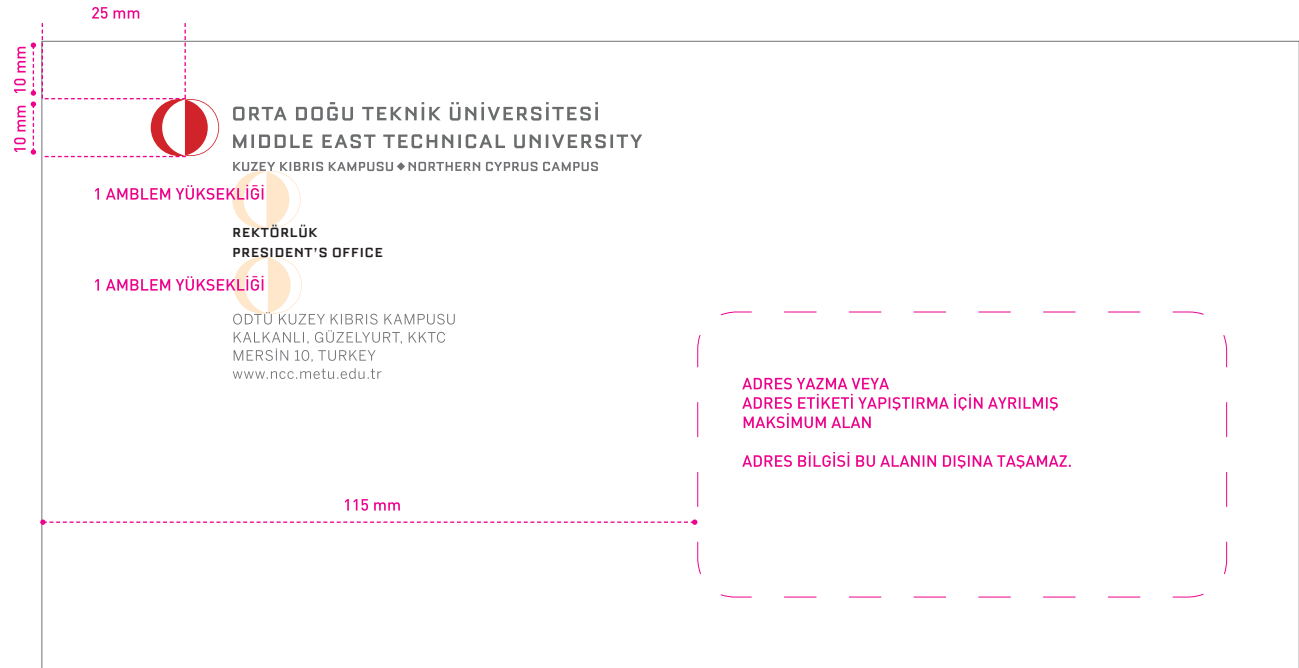 25 mm
10 mm
10 mm
ORTA DOĞU TEKNİK ÜNİVERSİTESİ
MIDDLE EAST TECHNICAL UNIVERSITY
KUZEY KIBRIS KAMPUSU ◆ NORTHERN CYPRUS CAMPUS
1 AMBLEM YÜKSEKLİĞİ
REKTÖRLÜK
PRESIDENT'S OFFICE
1 AMBLEM YÜKSEKLİĞİ
ODTÜ KUZEY KIBRIS KAMPUSU
KALKANLI, GÜZELYURT, KKTC
MERSİN 10, TURKEY
www.ncc.metu.edu.tr
ADRES YAZMA VEYA
ADRES ETİKETİ YAPIŞTIRMA İÇİN AYRILMIŞ
MAKSİMUM ALAN
ADRES BİLGİSİ BU ALANIN DIŞINA TAŞAMAZ.
115 mm